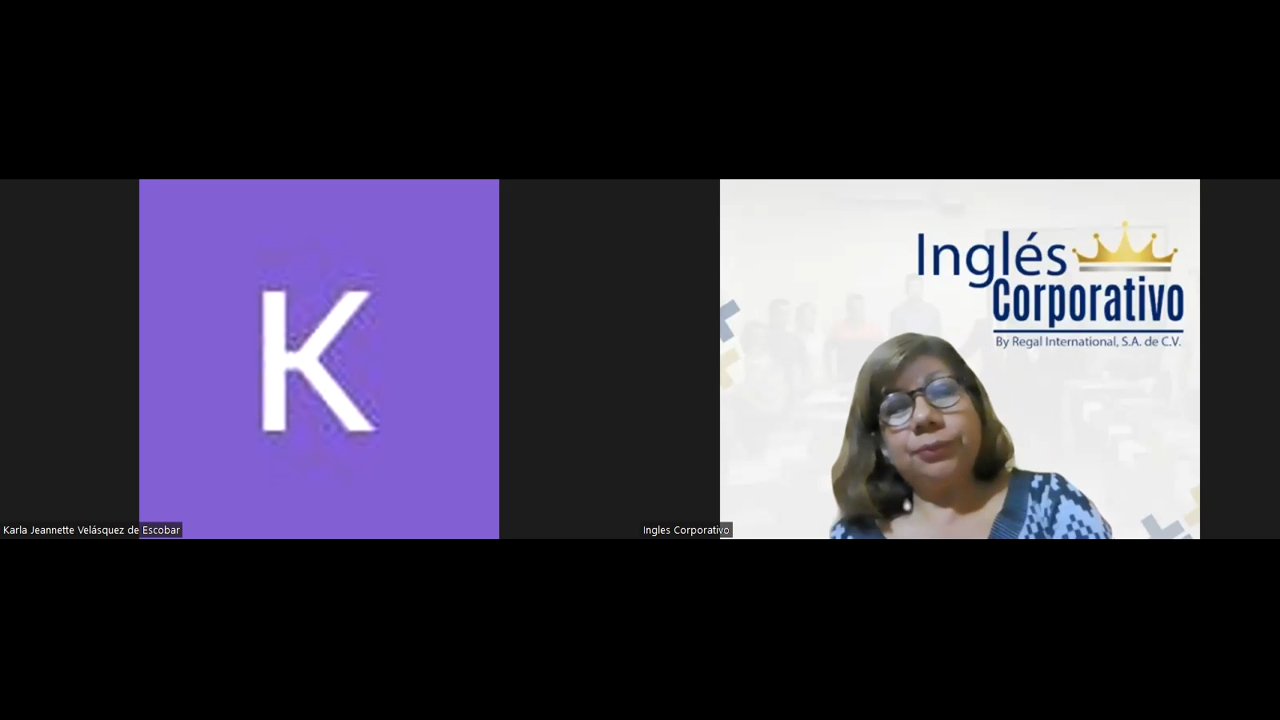 K
Karla Jeannette Velásquez de Escobar
Inglés
Corporativo
By Regal International, S.A. de C.V.
Ingles Corporativo